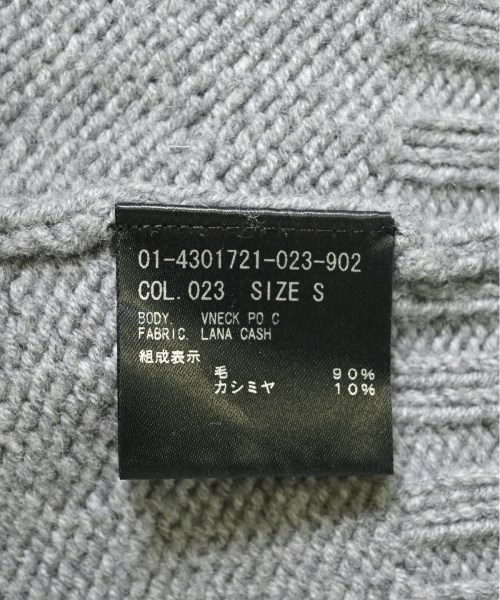 01-4301721-023-902
COL. 023 SIZE S
BODY. VNECK PO C
FABRIC. LANA CASH
組成表示
毛 90%
カシミヤ 10%